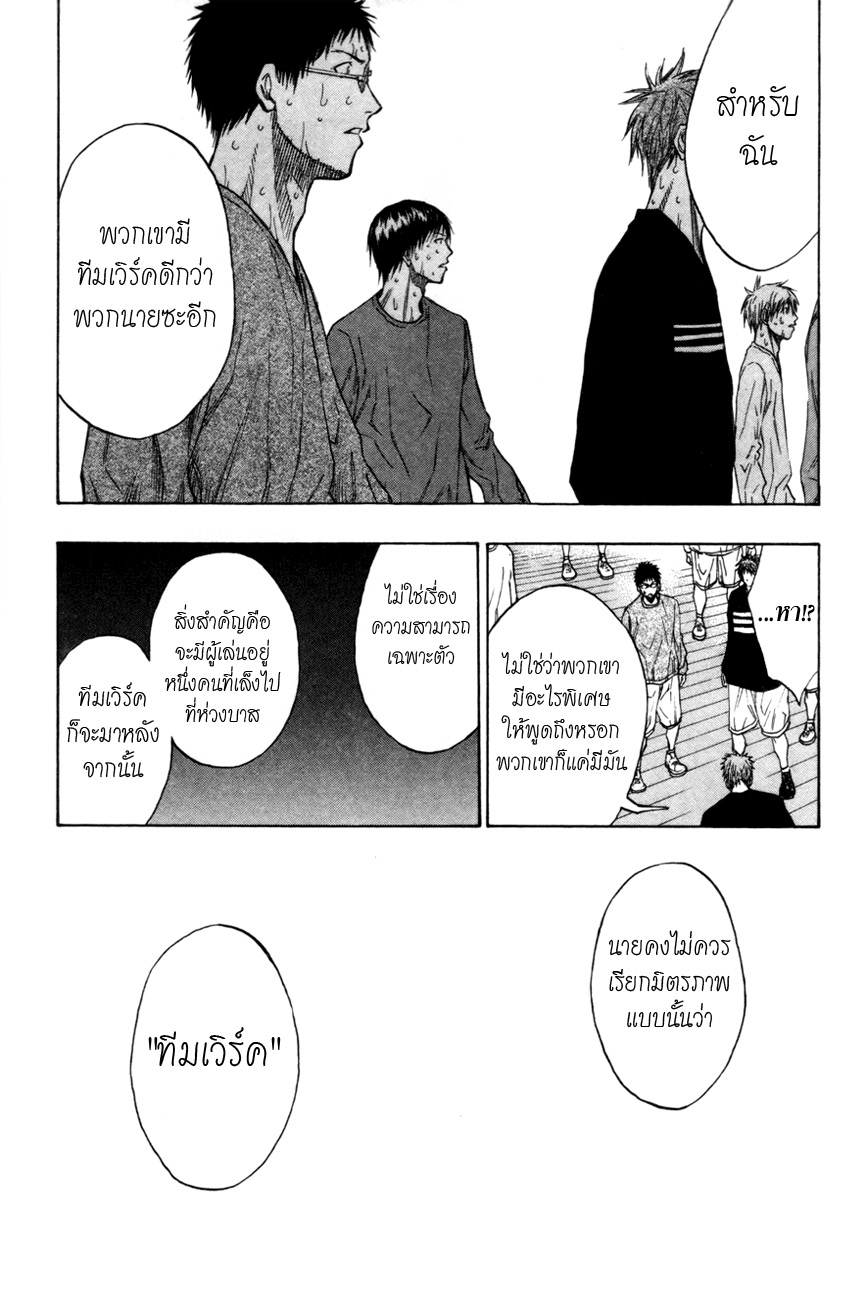 สำหรับ
ฉัน
พวกเขามี
ทีมเวิร์คดีกว่า
พวกนายซะอีก
...หา!?
ไม่ใช่ว่าพวกเขา
มีอะไรพิเศษ
ให้พูดถึงหรอก
พวกเขาก็แค่มีมัน
ไม่ใช่เรื่อง
ความสามารถ
เฉพาะตัว
สิ่งสำคัญคือ
จะมีผู้เล่นอยู่
หนึ่งคนที่เล็งไป
ที่ห่วงบาส
ทีมเวิร์ค
ก็จะมาหลัง
จากนั้น
นายคงไม่ควร
เรียกมิตรภาพ
แบบนั้นว่า
"ทีมเวิร์ค"